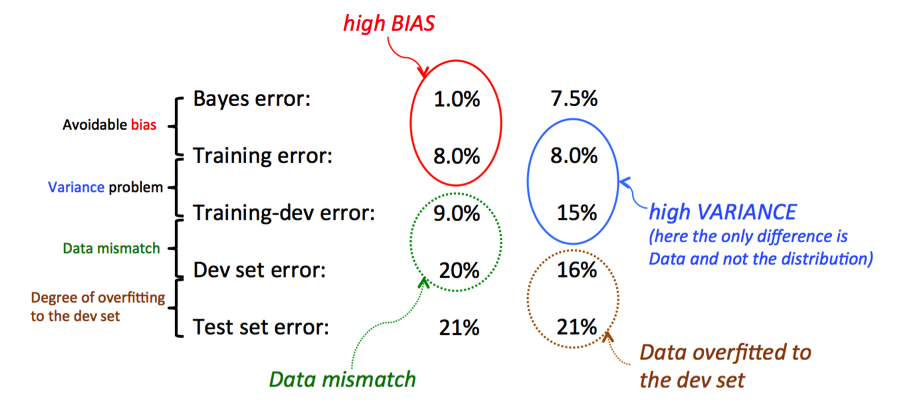 high BIAS
Bayes error: 1.0% 7.5%
Avoidable bias
Training error: 8.0% 8.0%
Variance problem
Training-dev error: 9.0% 15%
high VARIANCE
(here the only difference is
Data and not the distribution)
Data mismatch
Dev set error: 20% 16%
Degree of overfitting
to the dev set
Test set error: 21% 21%
Data mismatch
Data overfitted to
the dev set